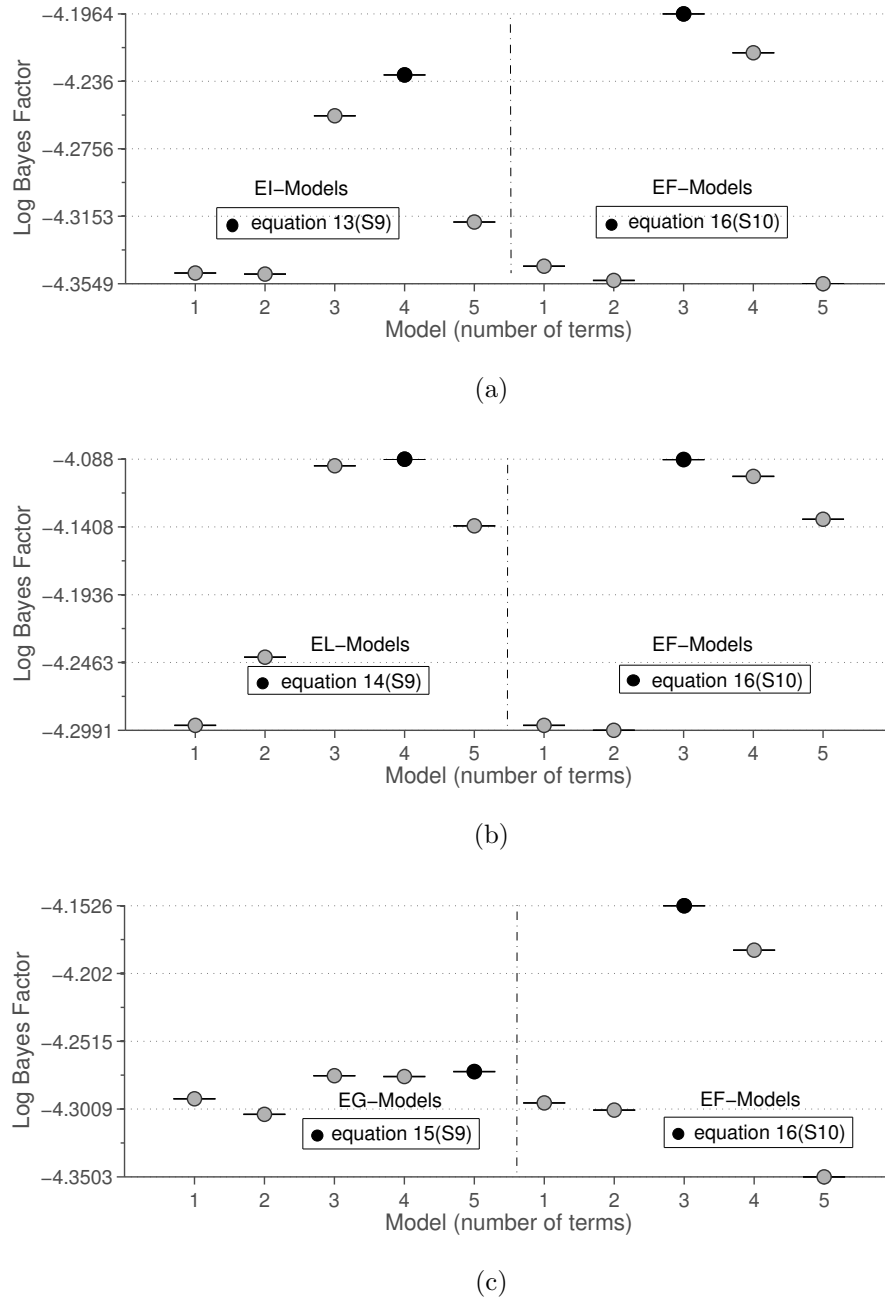 −4.1964
−4.236
−4.2756
−4.3153
−4.3549
Log Bayes Factor
EI−Models
equation 13(S9)
EF−Models
equation 16(S10)
1 2 3 4 5 1 2 3 4 5
Model (number of terms)
(a)
−4.088
−4.1408
−4.1936
−4.2463
−4.2991
Log Bayes Factor
EL−Models
equation 14(S9)
EF−Models
equation 16(S10)
1 2 3 4 5 1 2 3 4 5
Model (number of terms)
(b)
−4.1526
−4.202
−4.2515
−4.3009
−4.3503
Log Bayes Factor
EG−Models
equation 15(S9)
EF−Models
equation 16(S10)
1 2 3 4 5 1 2 3 4 5
Model (number of terms)
(c)